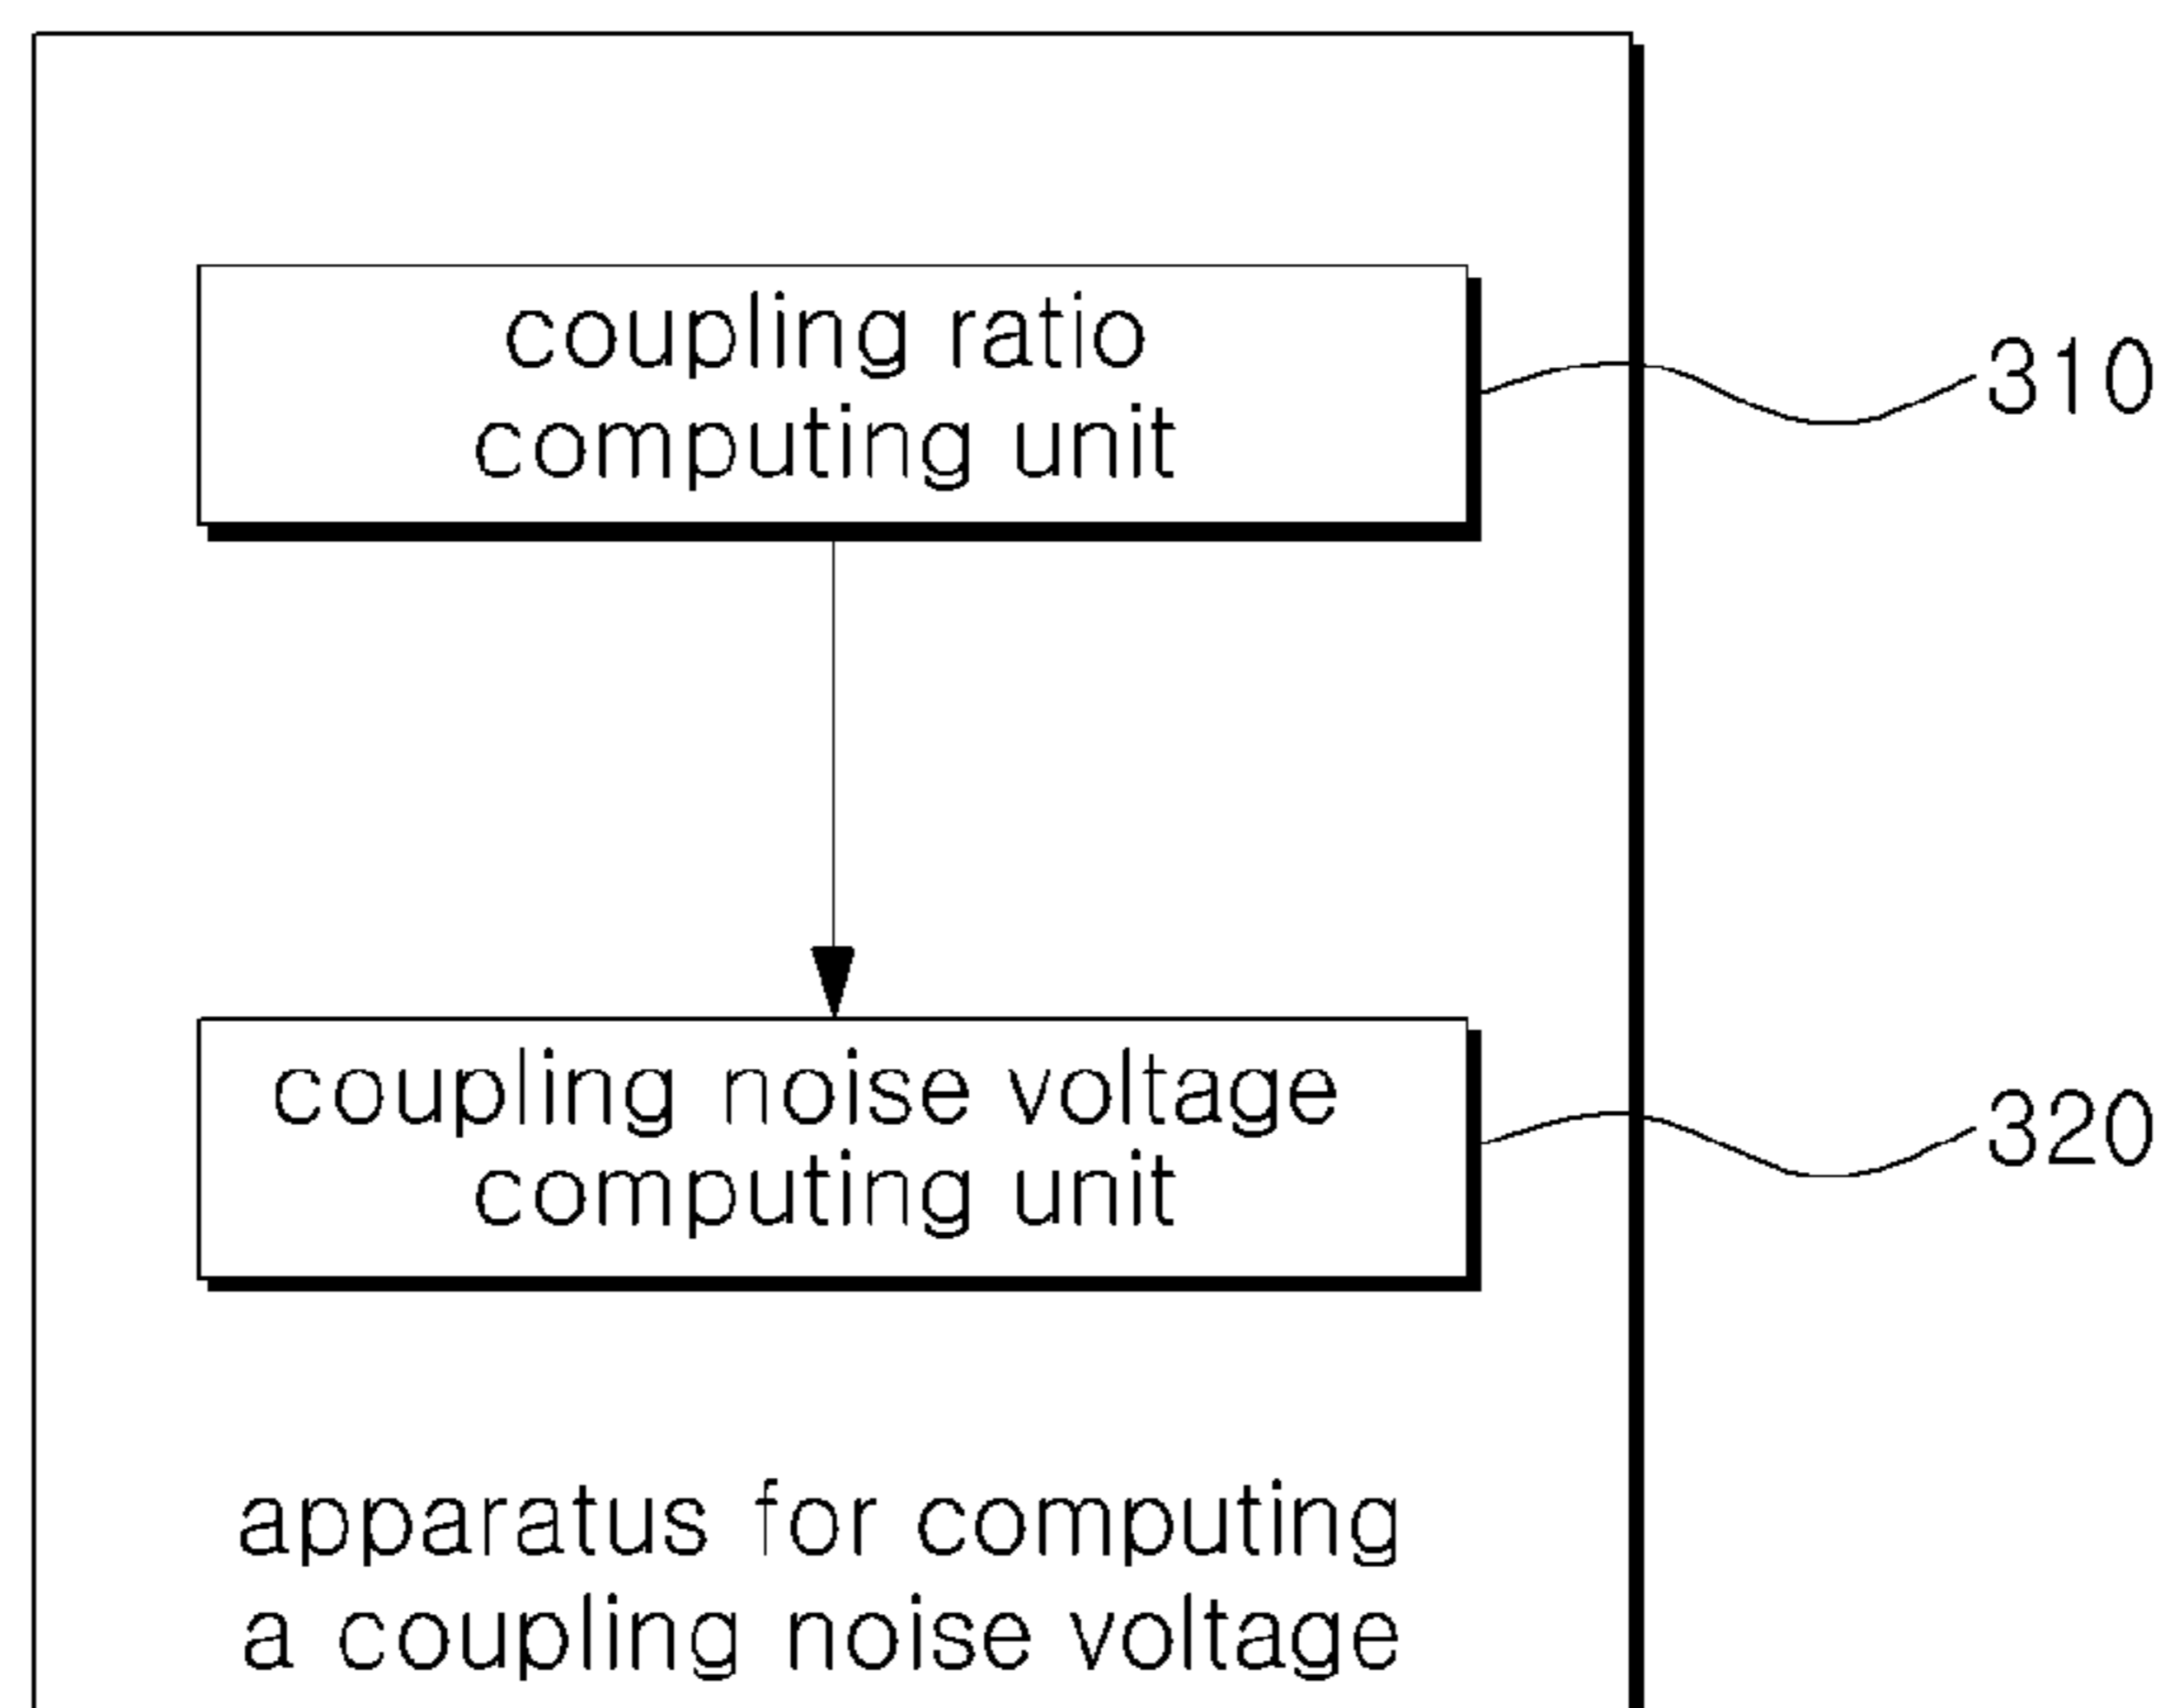 coupling ratio
computing unit
310
coupling noise voltage
computing unit
320
apparatus for computing
a coupling noise voltage